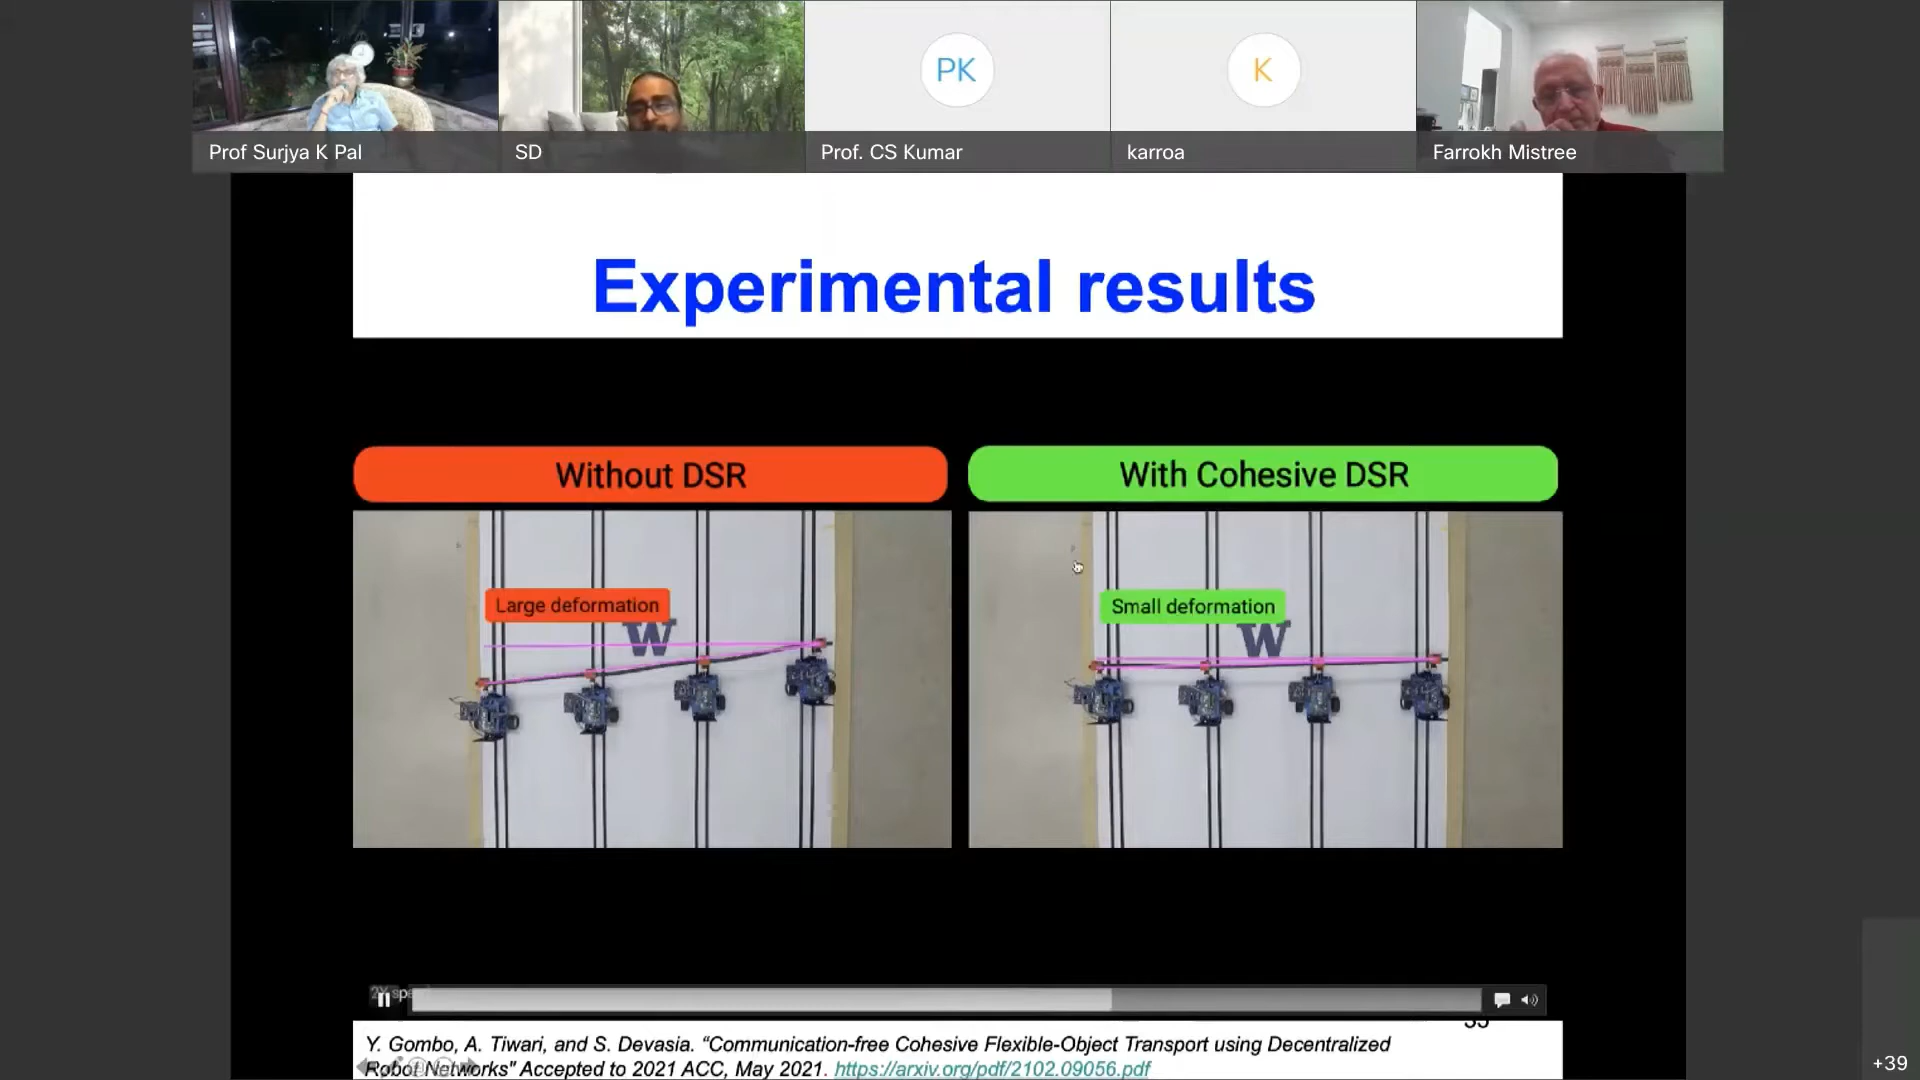 PK
K
Prof Surjya K Pal
SD
Prof. CS Kumar
karroa
Farrokh Mistree
Experimental results
Without DSR
With Cohesive DSR
Large deformation
Small deformation
W
W
Y. Gombo, A. Tiwari, and S. Devasia. “Communication-free Cohesive Flexible-Object Transport using Decentralized
Robot Networks" Accepted to 2021 ACC, May 2021. https://arxiv.org/pdf/2102.09056.pdf
+39